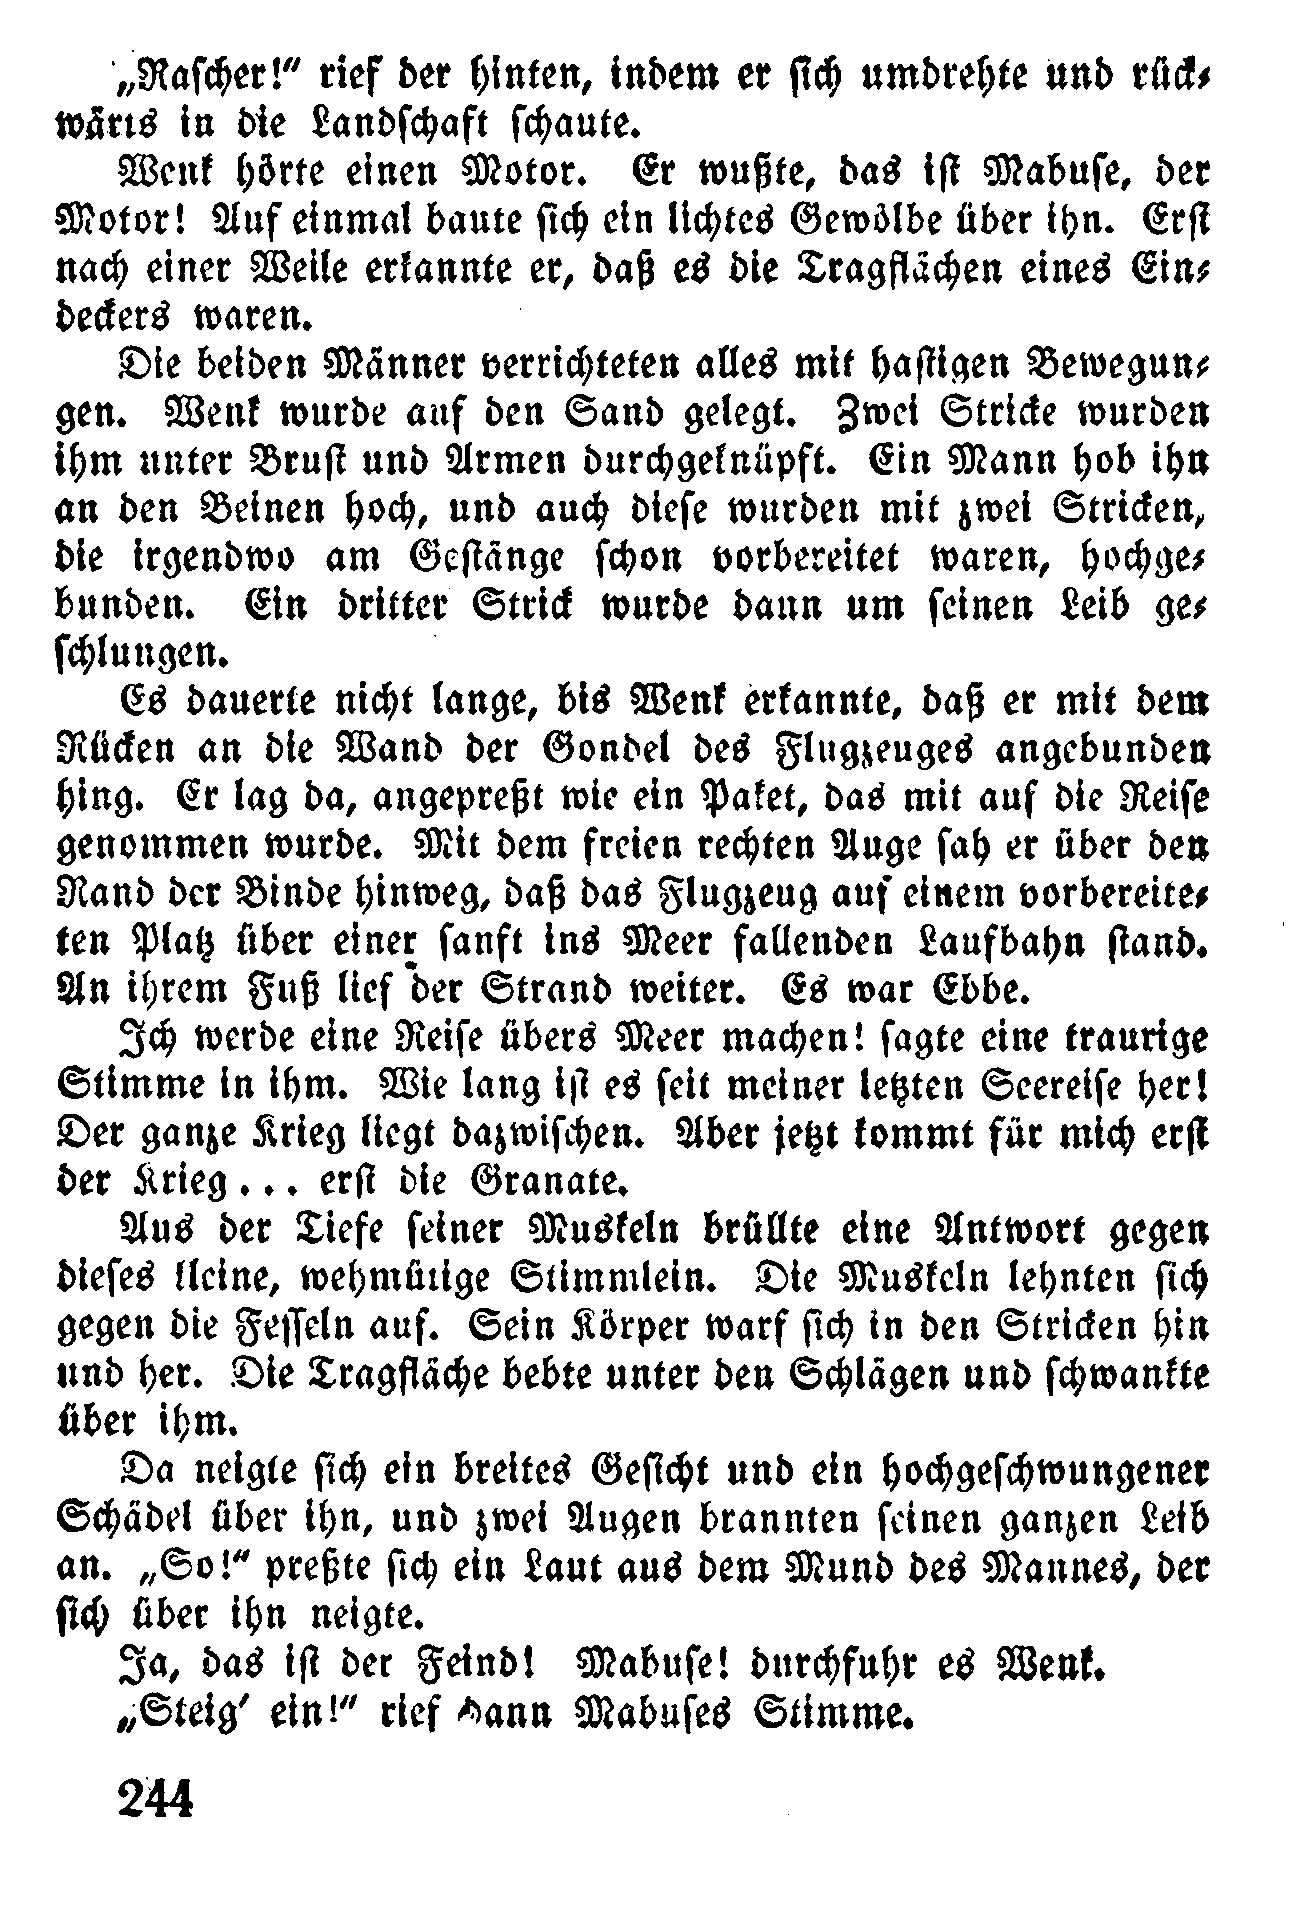 „Rascher!“ rief der hinten, indem er sich umdrehte und rück-
wärts in die Landschaft schaute.
Wenk hörte einen Motor. Er wußte, das ist Mabuse, der
Motor! Auf einmal baute sich ein lichtes Gewölbe über ihn. Erst
nach einer Weile erkannte er, daß es die Tragflächen eines Ein-
deckers waren.
Die beiden Männer verrichteten alles mit hastigen Bewegun-
gen. Wenk wurde auf den Sand gelegt. Zwei Stricke wurden
ihm unter Brust und Armen durchgeknüpft. Ein Mann hob ihn
an den Beinen hoch, und auch diese wurden mit zwei Stricken,
die irgendwo am Gestänge schon vorbereitet waren, hochge-
bunden. Ein dritter Strick wurde dann um seinen Leib ge-
schlungen.
Es dauerte nicht lange, bis Wenk erkannte, daß er mit dem
Rücken an die Wand der Gondel des Flugzeuges angebunden
hing. Er lag da, angepreßt wie ein Paket, das mit auf die Reise
genommen wurde. Mit dem freien rechten Auge sah er über den
Rand der Binde hinweg, daß das Flugzeug auf einem vorbereite-
ten Platz über einer sanft ins Meer fallenden Laufbahn stand.
An ihrem Fuß lief der Strand weiter. Es war Ebbe.
Ich werde eine Reise übers Meer machen! sagte eine traurige
Stimme in ihm. Wie lang ist es seit meiner letzten Seereise her!
Der ganze Krieg liegt dazwischen. Aber jetzt kommt für mich erst
der Krieg... erst die Granate.
Aus der Tiefe seiner Muskeln brüllte eine Antwort gegen
dieses kleine, wehmütige Stimmlein. Die Muskeln lehnten sich
gegen die Fesseln auf. Sein Körper warf sich in den Stricken hin
und her. Die Tragfläche bebte unter den Schlägen und schwankte
über ihm.
Da neigte sich ein breites Gesicht und ein hochgeschwungener
Schädel über ihn, und zwei Augen brannten seinen ganzen Leib
an. „So!“ preßte sich ein Laut aus dem Mund des Mannes, der
sich über ihn neigte.
Ja, das ist der Feind! Mabuse! durchfuhr es Wenk.
„Steig' ein!“ rief dann Mabuses Stimme.
244